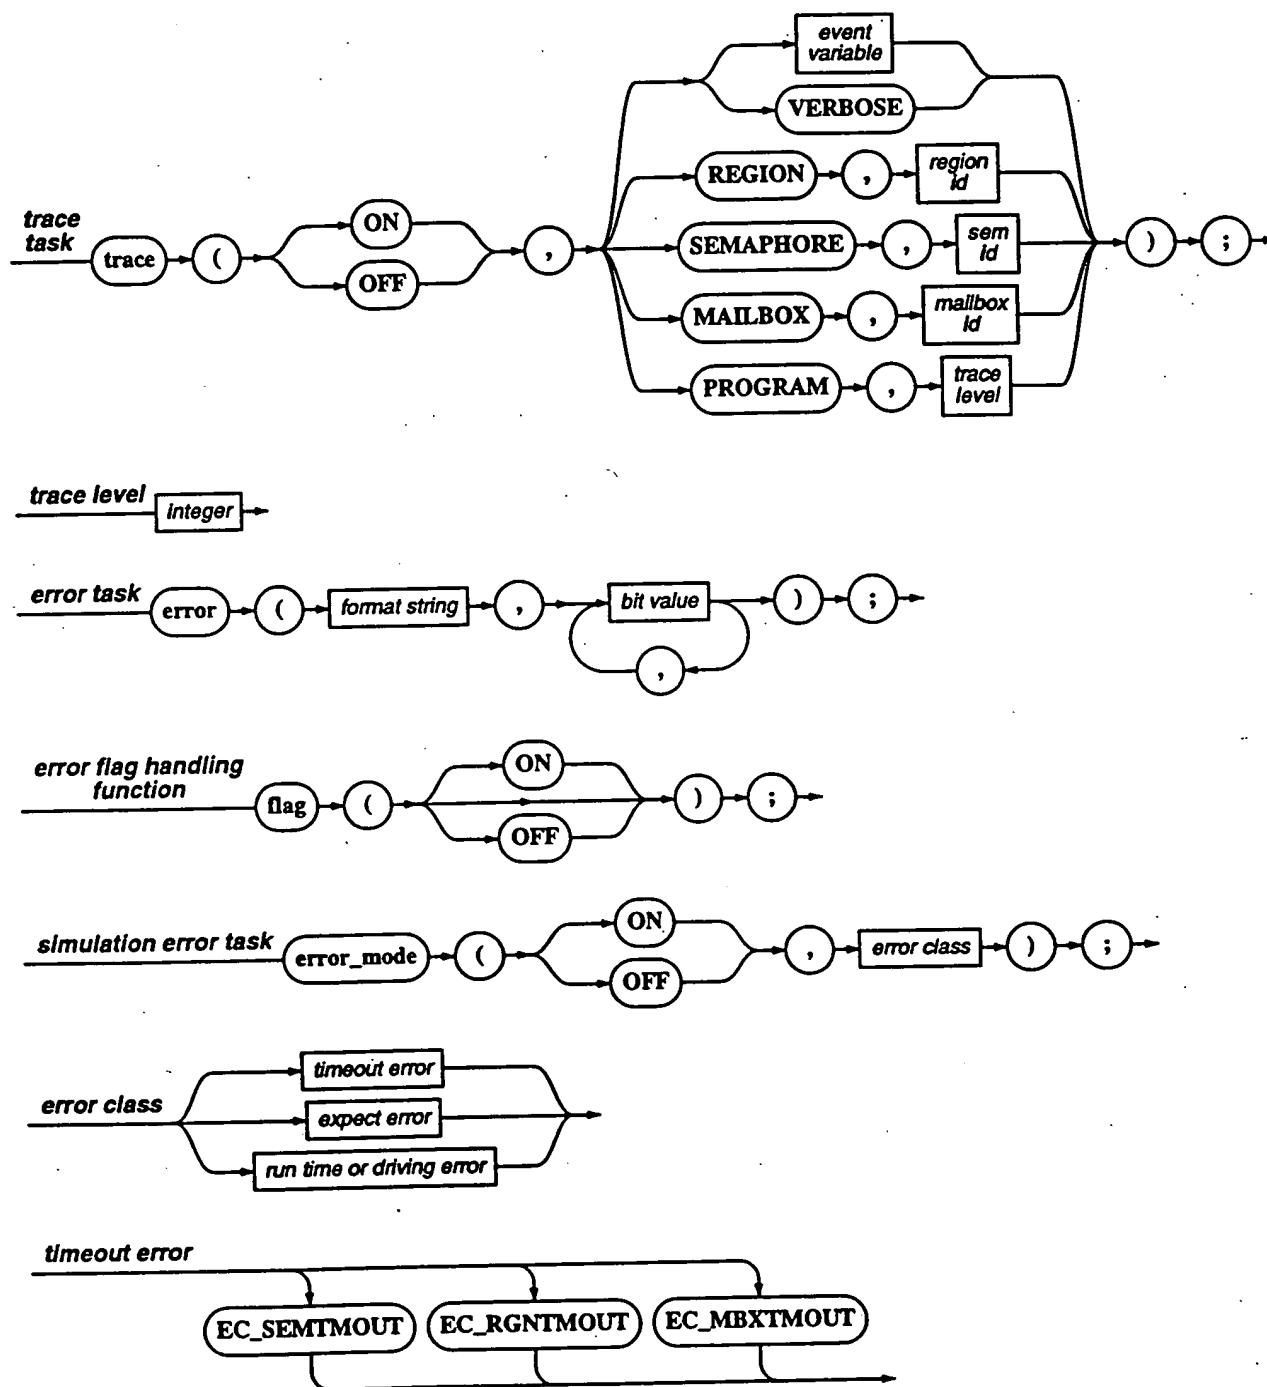 event
variable
VERBOSE
REGION , region
id
trace
task
trace ( ON
OFF
,
SEMAPHORE , sem
id
) ;
MAILBOX , mailbox
id
PROGRAM , trace
level
trace level integer
error task error ( format string , bit value ) ;
,
error flag handling
function
flag ( ON
OFF
) ;
simulation error task error_mode ( ON
OFF
, error class ) ;
error class
timeout error
expect error
run time or driving error
timeout error
EC_SEMTMOUT EC_RGNTMOUT EC_MBXTMOUT